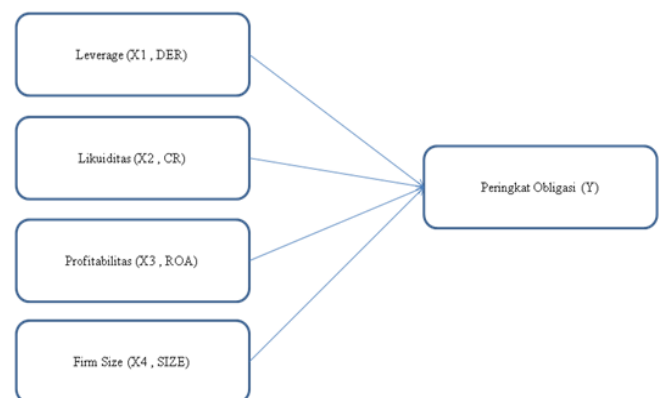 Leverage (X1 , DER)
Likuiditas (X2 , CR)
Peringkat Obligasi (Y)
Profitabilitas (X3 , ROA)
Firm Size (X4 , SIZE)